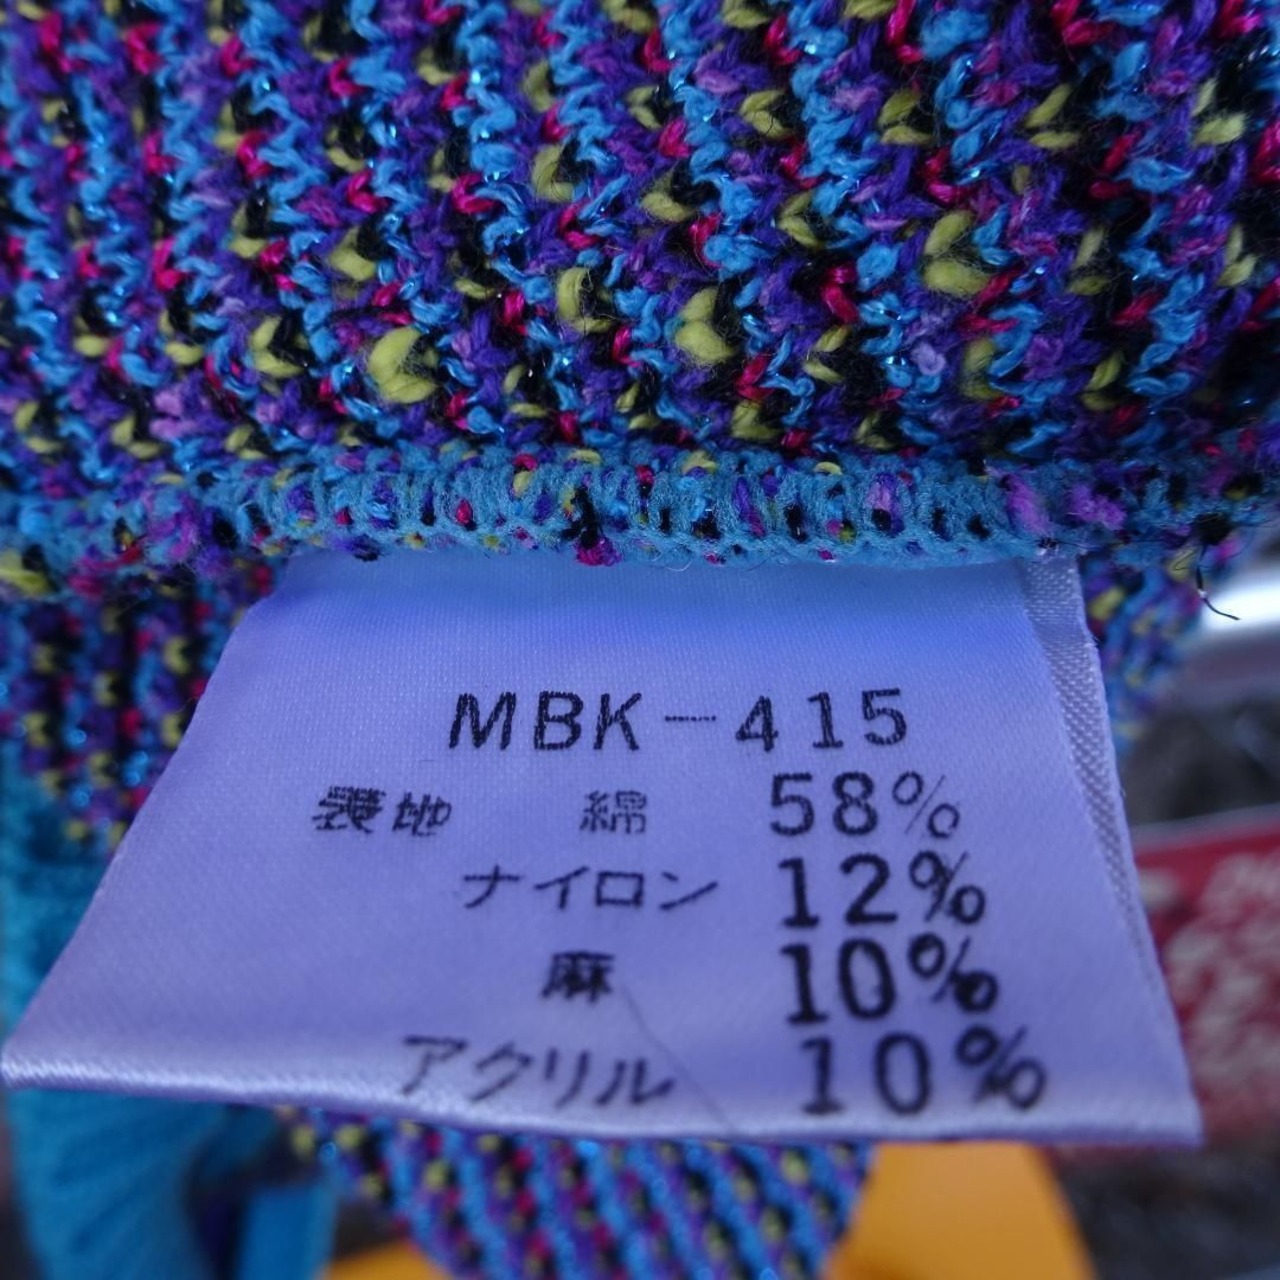 MBK-415
表地 綿 58%
ナイロン 12%
麻 10%
アクリル 10%